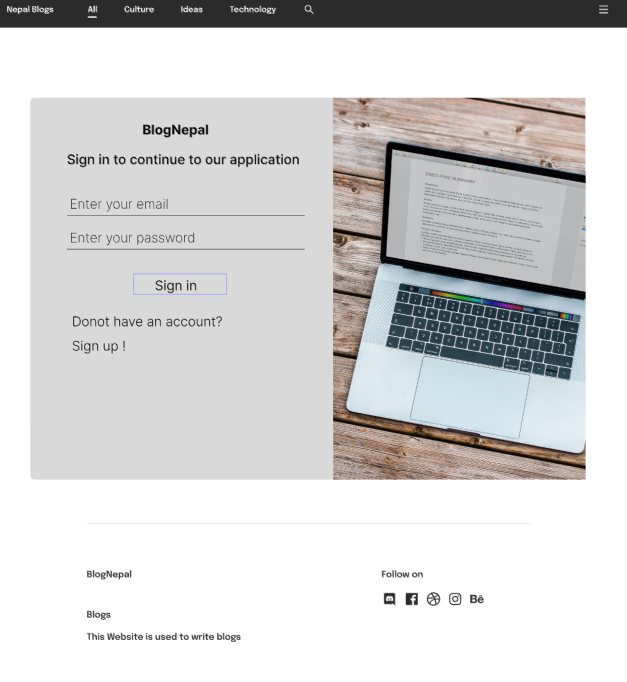 Nepal Blogs All Culture Ideas Technology
BlogNepal
Sign in to continue to our application
Enter your email
Enter your password
Sign in
Donot have an account?
Sign up !
EXECUTIVE SUMMARY
BlogNepal
Follow on
Bē
Blogs
This Website is used to write blogs